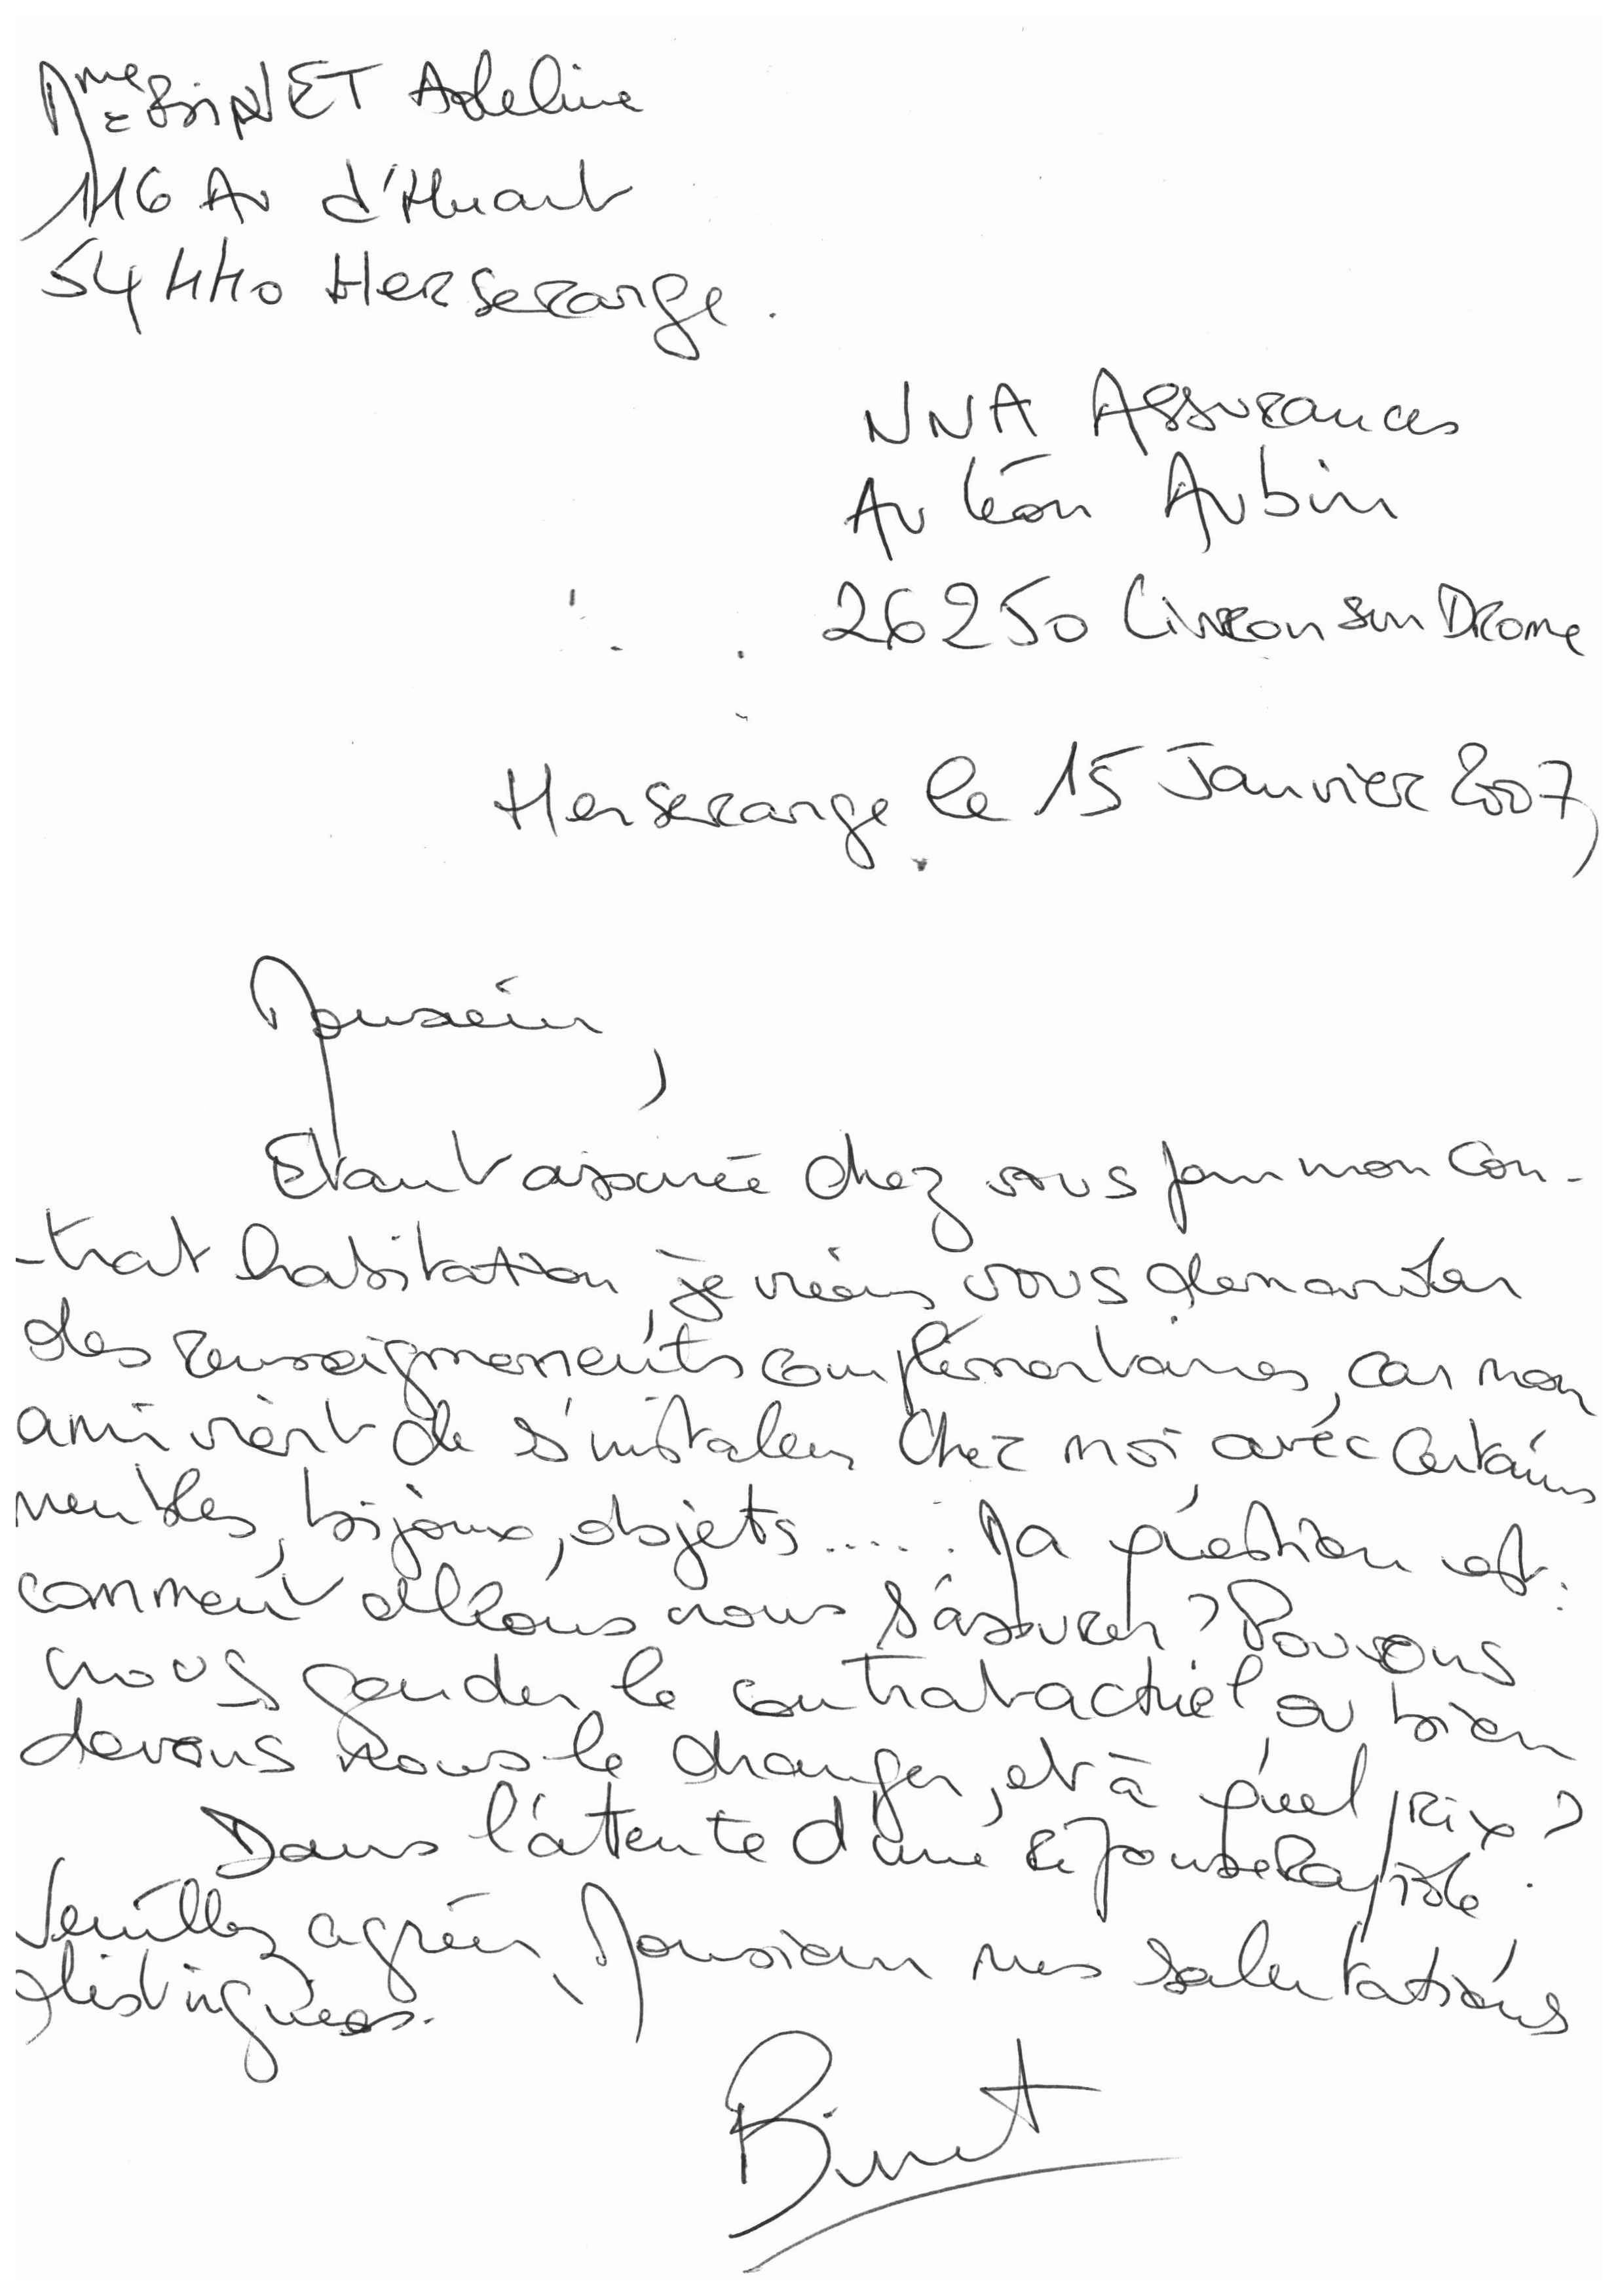 Mme BINET Adeline
116 Av d'Huart
54440 Herserange.
NNA Assurances
Av Léon Aubin
26250 Livron sur Drome
Herserange le 15 Janvier 2007,
Monsieur,
Etant assurée chez vous pour mon con-
-trat habitation, je viens vous demander
des renseignements complémentaires, car mon
ami vient de s'installer chez moi, avec certains
meubles, bijoux, objets...... Ma question est:
comment allons nous s'assurer? Pouvons
nous garder le contrat actuel ou bien
devons nous le changer, et à quel prix?
Dans l'attente d'une réponse Rapide.
Veuillez agréer, Monsieur mes salutations
distinguées.
Binet